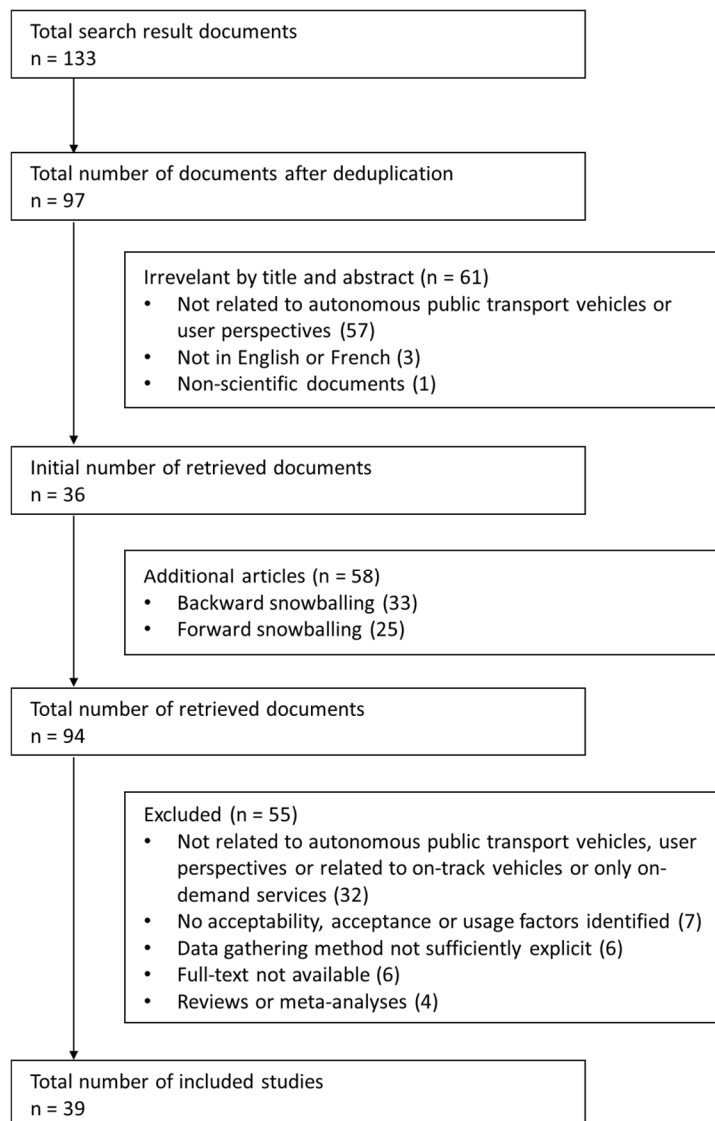 Total search result documents
n = 133
Total number of documents after deduplication
n = 97
Irrevelant by title and abstract (n = 61)
• Not related to autonomous public transport vehicles or
user perspectives (57)
• Not in English or French (3)
• Non-scientific documents (1)
Initial number of retrieved documents
n = 36
Additional articles (n = 58)
• Backward snowballing (33)
• Forward snowballing (25)
Total number of retrieved documents
n = 94
Excluded (n = 55)
• Not related to autonomous public transport vehicles, user
perspectives or related to on-track vehicles or only on-
demand services (32)
• No acceptability, acceptance or usage factors identified (7)
• Data gathering method not sufficiently explicit (6)
• Full-text not available (6)
• Reviews or meta-analyses (4)
Total number of included studies
n = 39